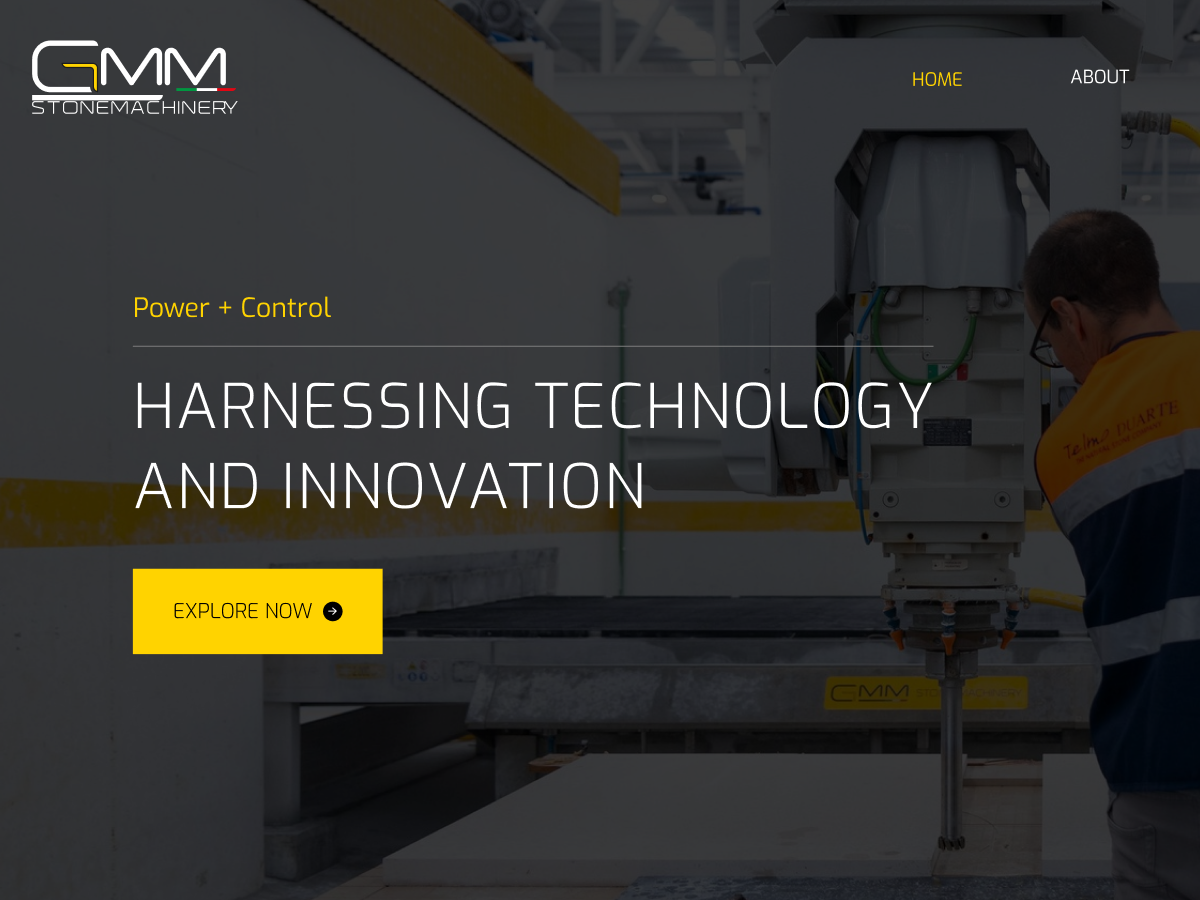 GMM
STONEMACHINERY
HOME
ABOUT
Power + Control
HARNESSING TECHNOLOGY
AND INNOVATION
EXPLORE NOW
Telmo DUARTE
GMM STONEMACHINERY